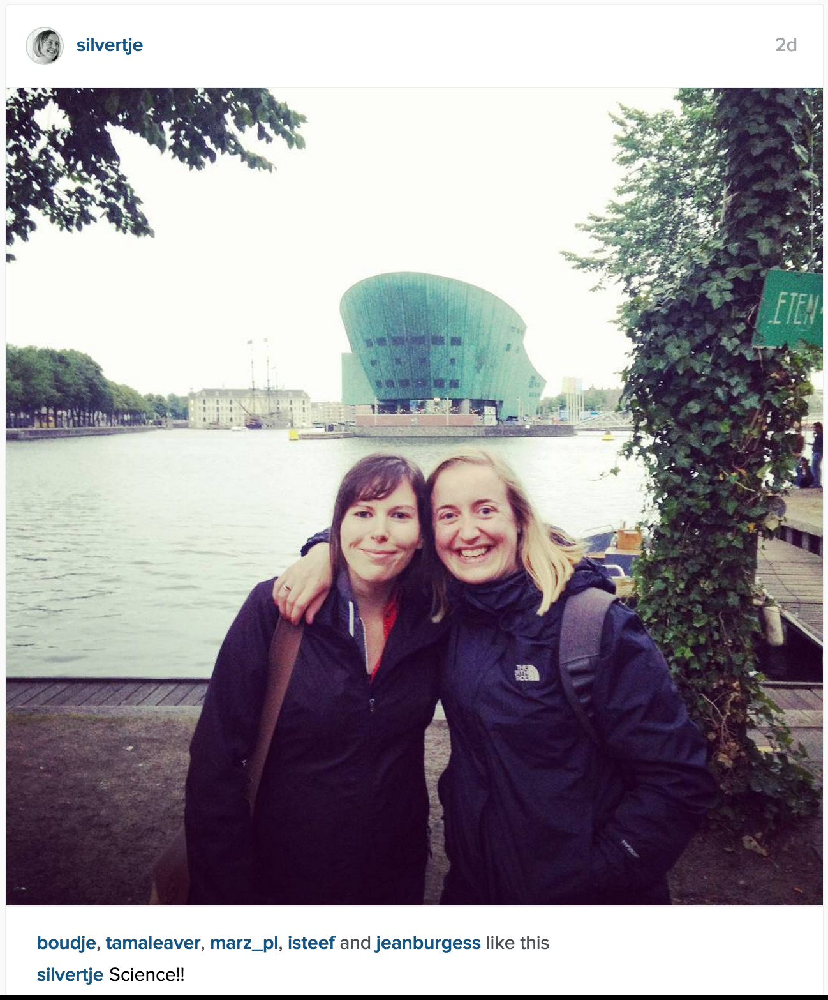 silvertje
2d
ETEN
THE
NORTH
FACE
boudje, tamaleaver, marz_pl, isteef and jeanburgess like this
silvertje Science!!